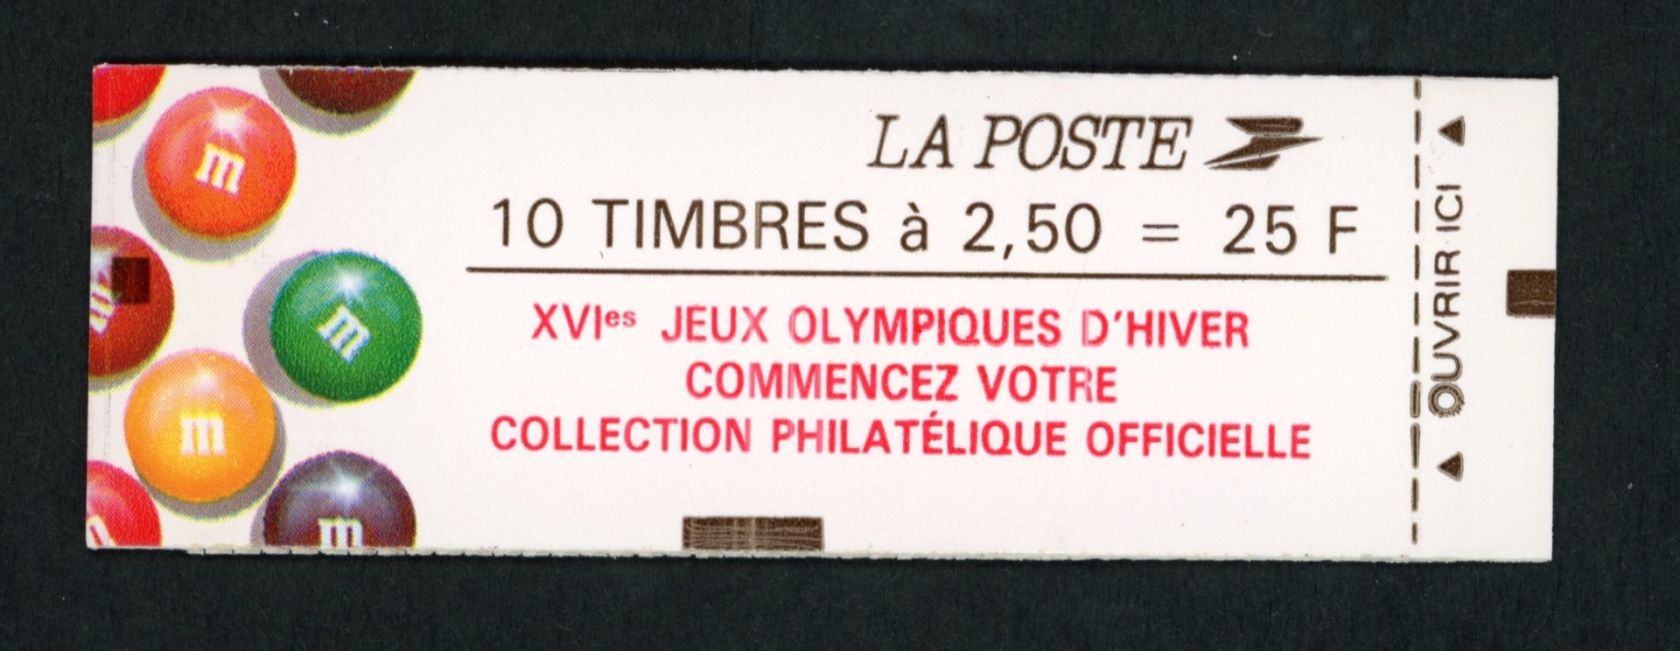 LA POSTE
10 TIMBRES à 2,50 = 25 F
XVIes JEUX OLYMPIQUES D'HIVER
COMMENCEZ VOTRE
COLLECTION PHILATÉLIQUE OFFICIELLE
OUVRIR ICI
m
m
m
m
m
m